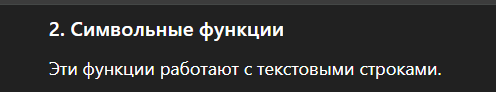 2. Символьные функции
Эти функции работают с текстовыми строками.